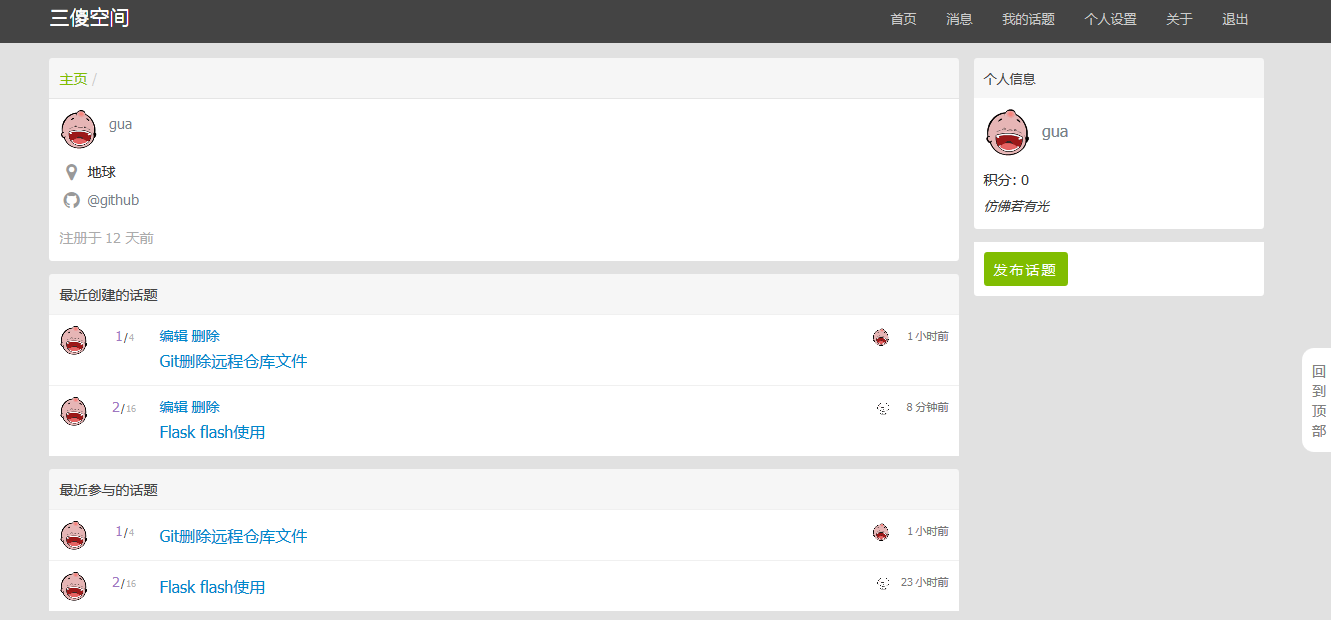 三傻空间
首页 消息 我的话题 个人设置 关于 退出
主页 /
gua
地球
@github
注册于 12 天前
最近创建的话题
1/4 编辑 删除 1 小时前
Git删除远程仓库文件
2/16 编辑 删除 8 分钟前
Flask flash使用
最近参与的话题
1/4 Git删除远程仓库文件 1 小时前
2/16 Flask flash使用 23 小时前
个人信息
gua
积分: 0
仿佛若有光
发布话题
回
到
顶
部